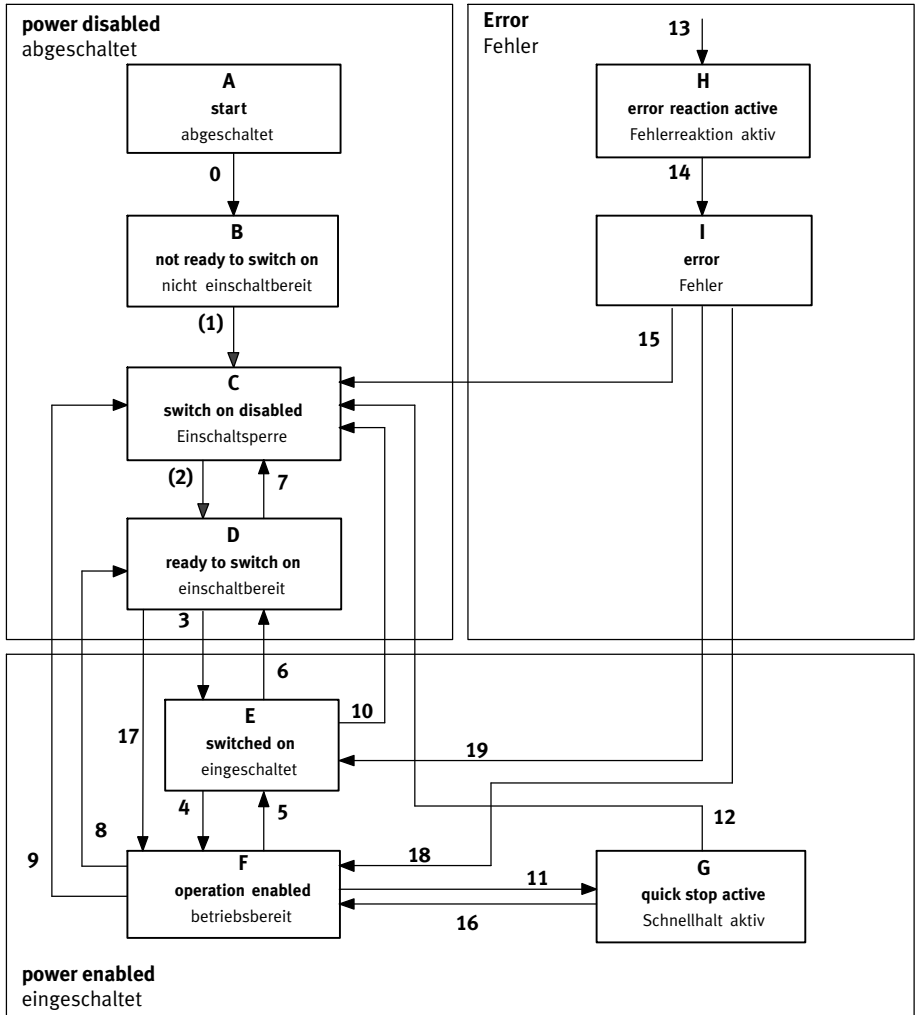 power disabled
abgeschaltet
A
start
abgeschaltet
0
B
not ready to switch on
nicht einschaltbereit
(1)
C
switch on disabled
Einschaltsperre
(2)
7
D
ready to switch on
einschaltbereit
3
Error
Fehler
13
H
error reaction active
Fehlerreaktion aktiv
14
I
error
Fehler
15
6
E
switched on
eingeschaltet
10
17
19
4
5
8
9
18
12
F
operation enabled
betriebsbereit
11
16
G
quick stop active
Schnellhalt aktiv
power enabled
eingeschaltet